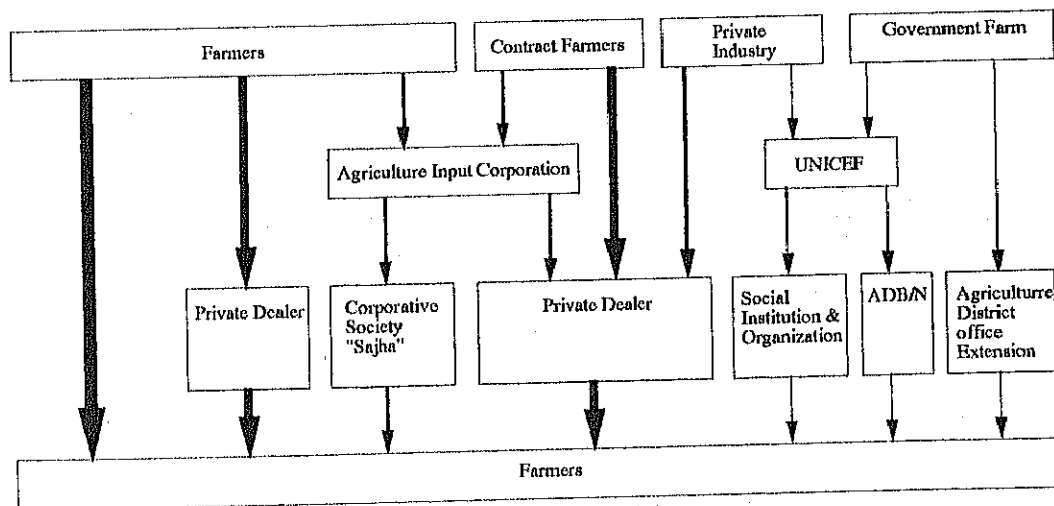 Farmers
Contract Farmers
Private
Industry
Government Farm
Agriculture Input Corporation
UNICEF
Private Dealer
Corporative
Society
"Sajha"
Private Dealer
Social
Institution &
Organization
ADB/N
Agriculturre
District
office
Extension
Farmers